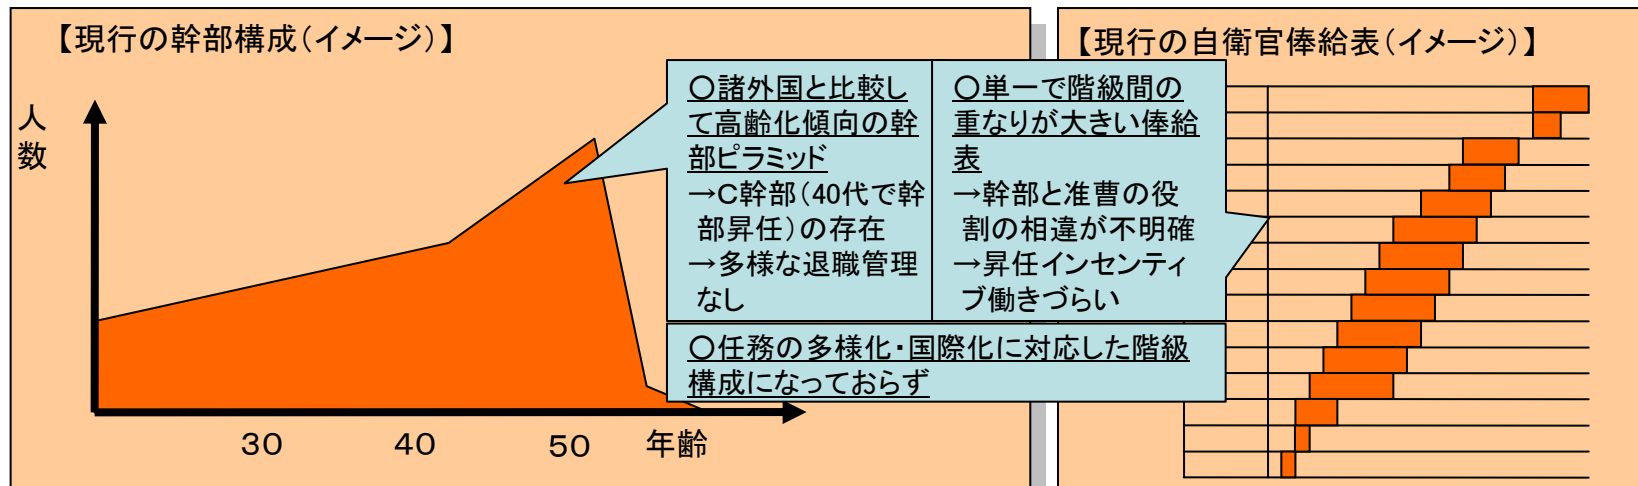 【現行の幹部構成(イメージ)】
人
数
30
40
50
年齢
〇諸外国と比較し
て高齢化傾向の幹
部ピラミッド
→C幹部(40代で幹
部昇任)の存在
→多様な退職管理
なし
〇単一で階級間の
重なりが大きい俸給
表
→幹部と准曹の役
割の相違が不明確
→昇任インセンティ
ブ働きづらい
〇任務の多様化・国際化に対応した階級
構成になっておらず
【現行の自衛官俸給表(イメージ)】